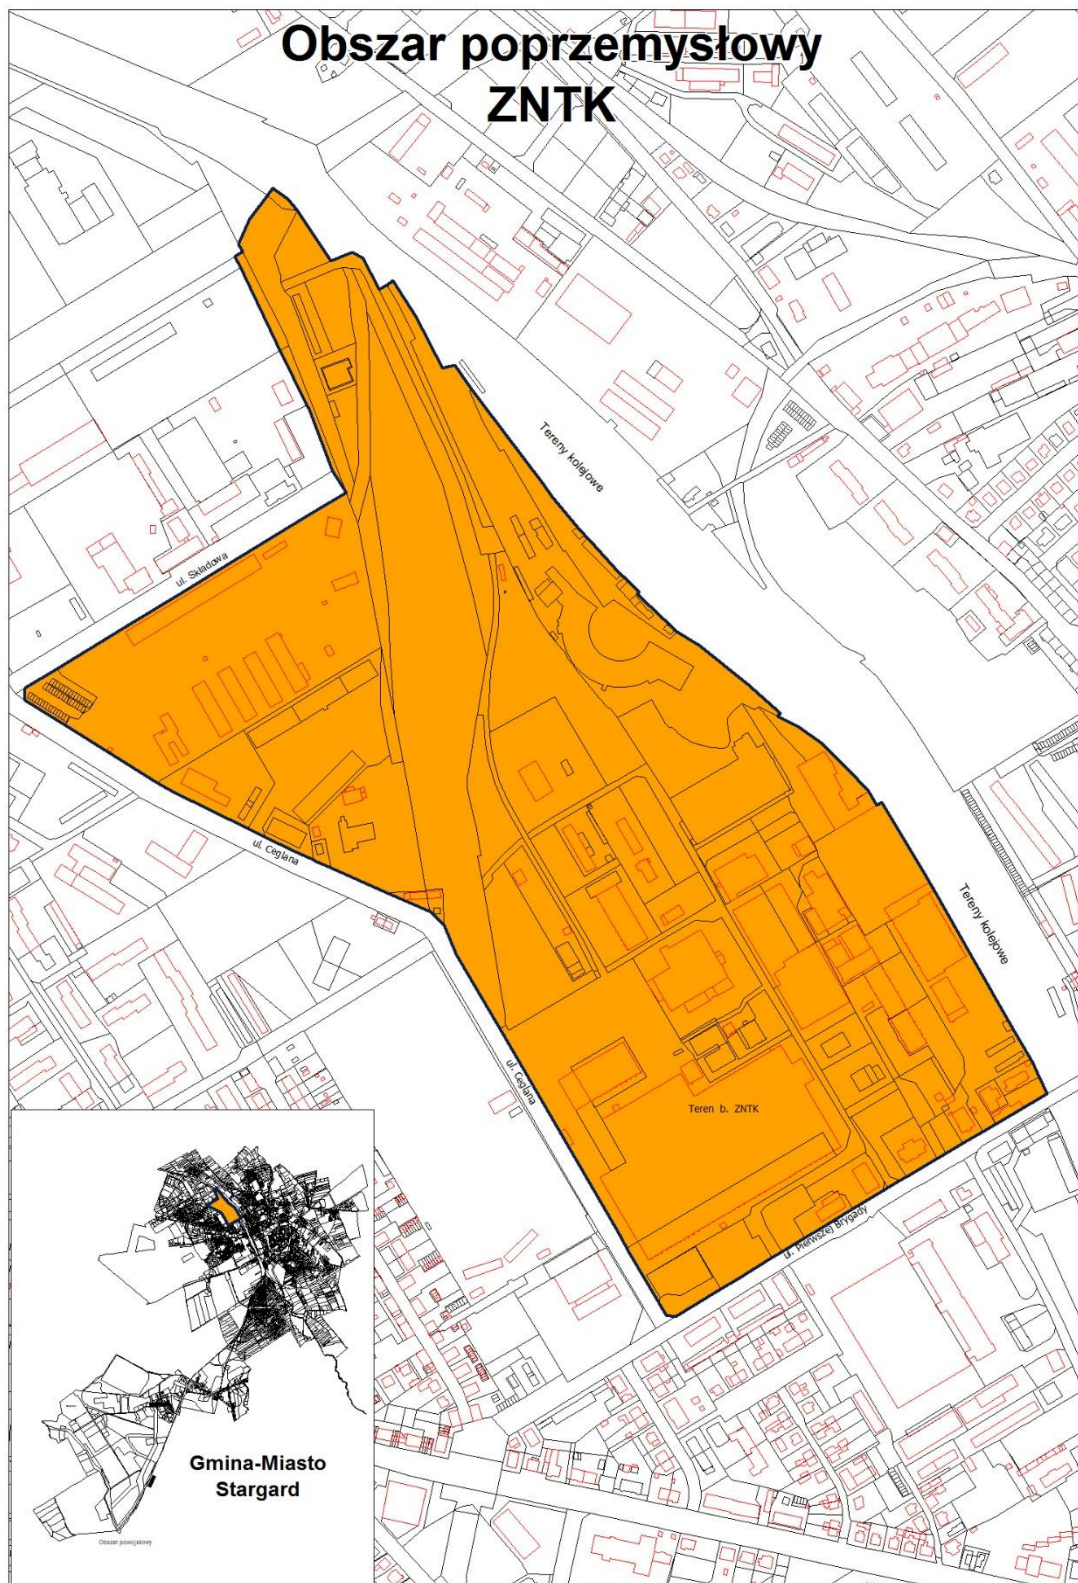 Obszar poprzemysłowy
ZNTK
Tereny kolejowe
ul. Składowa
ul. Ceglana
Tereny kolejowe
ul. Ceglana
Teren b. ZNTK
ul. Pierwszej Brygady
Gmina-Miasto
Stargard
Obszar powojskowy